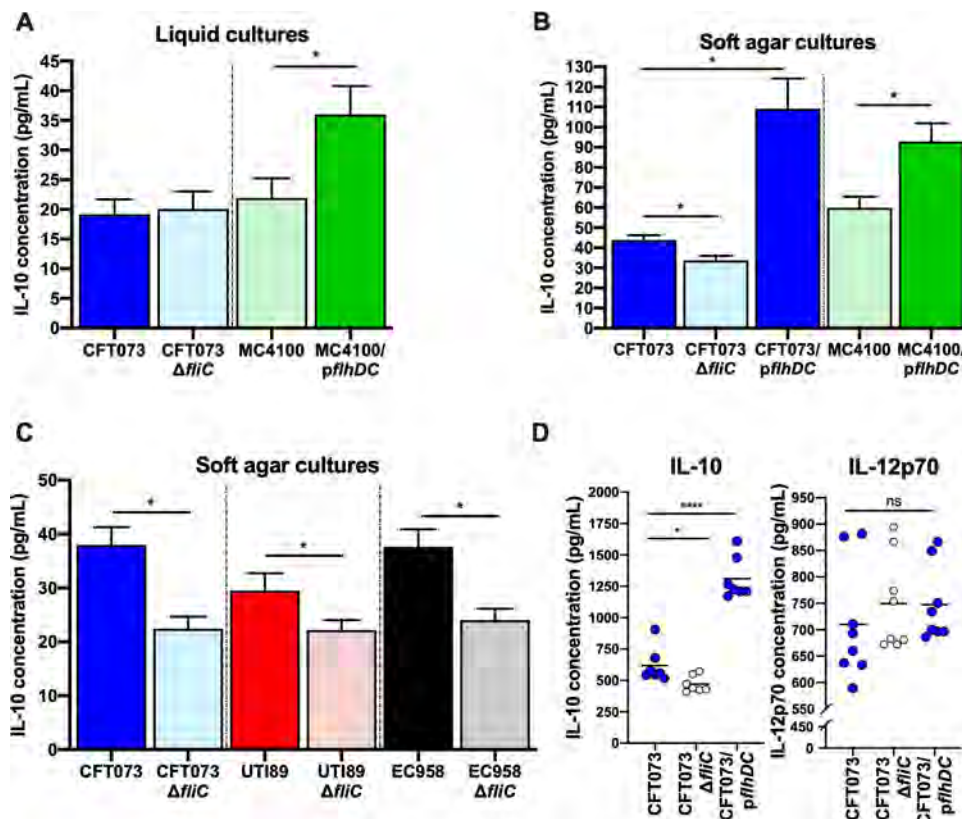 A
Liquid cultures
IL-10 concentration (pg/mL)
45
40
35
30
25
20
15
10
5
0
*
CFT073
CFT073
ΔfliC
MC4100
MC4100/
pflhDC
B
Soft agar cultures
IL-10 concentration (pg/mL)
130
120
110
100
90
80
70
60
50
40
30
20
10
0
*
*
*
CFT073
CFT073
ΔfliC
CFT073/
pflhDC
MC4100
MC4100/
pflhDC
C
Soft agar cultures
IL-10 concentration (pg/mL)
50
40
30
20
10
0
*
*
*
CFT073
CFT073
ΔfliC
UTI89
UTI89
ΔfliC
EC958
EC958
ΔfliC
D
IL-10
IL-10 concentration (pg/mL)
2000
1750
1500
1250
1000
750
500
250
0
****
*
CFT073
CFT073
ΔfliC
CFT073/
pflhDC
IL-12p70
IL-12p70 concentration (pg/mL)
950
900
850
800
750
700
650
600
550
450
0
ns
CFT073
CFT073
ΔfliC
CFT073/
pflhDC